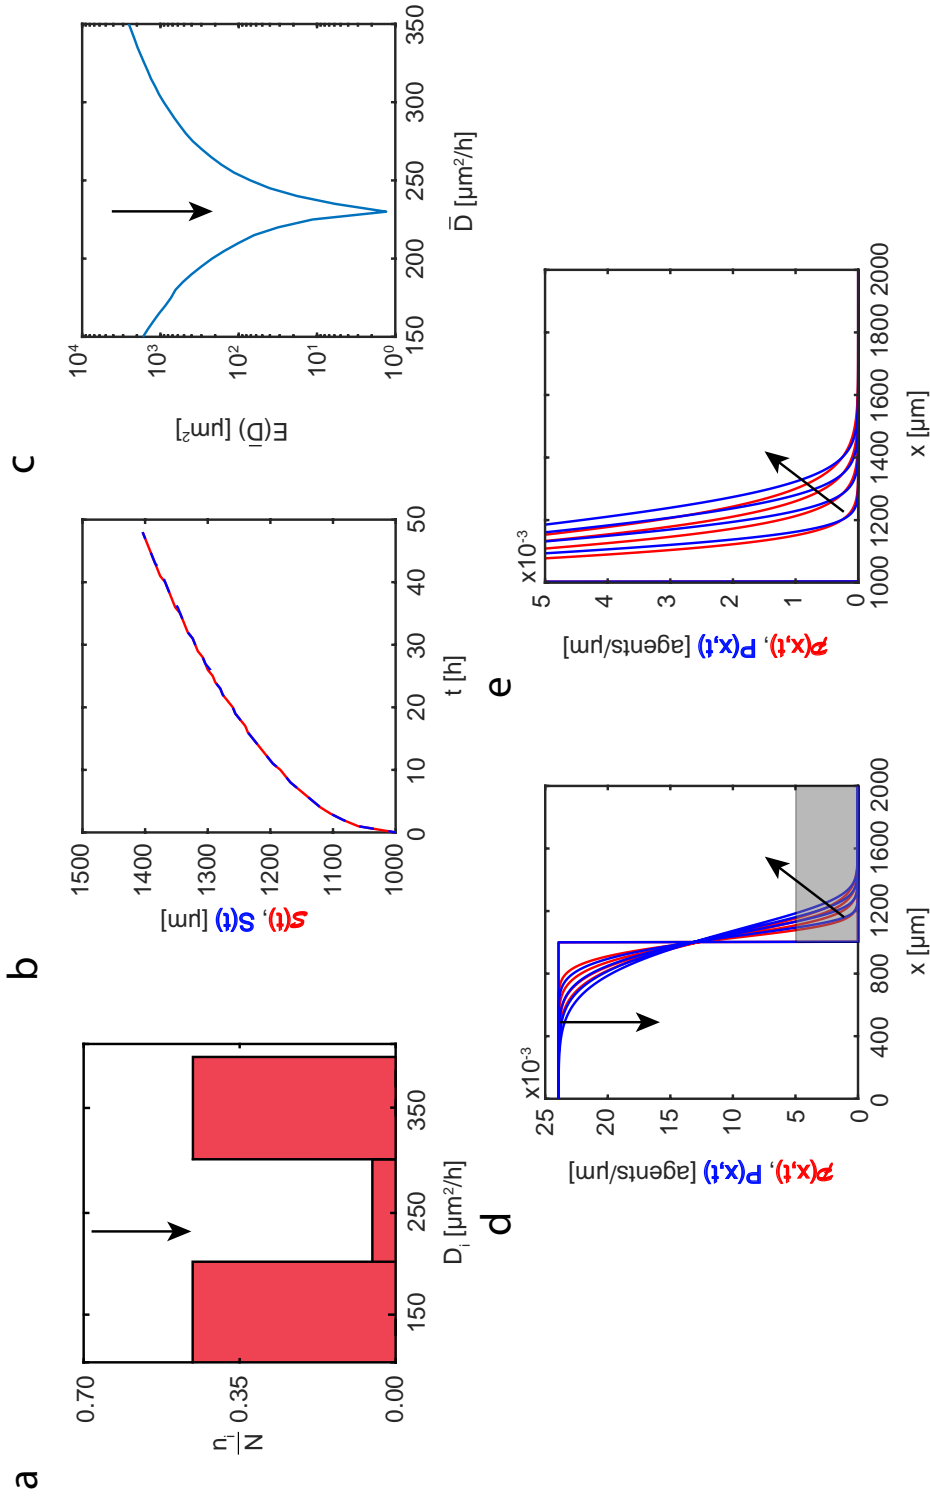 a
0.70
0.35
0.00
n_i
N
150
250
350
D_i [μm²/h]
b
1500
1400
1300
1200
1100
1000
S(t), S(t) [μm]
0
10
20
30
40
50
t [h]
c
10⁴
10³
10²
10¹
10⁰
E(D̅) [μm²]
150
200
250
300
350
D̅ [μm²/h]
d
x10⁻³
25
20
15
10
5
0
P(x,t), P(x,t) [agents/μm]
0
400
800
1200
1600
2000
x [μm]
e
x10⁻³
5
4
3
2
1
0
P(x,t), P(x,t) [agents/μm]
1000
1200
1400
1600
1800
2000
x [μm]